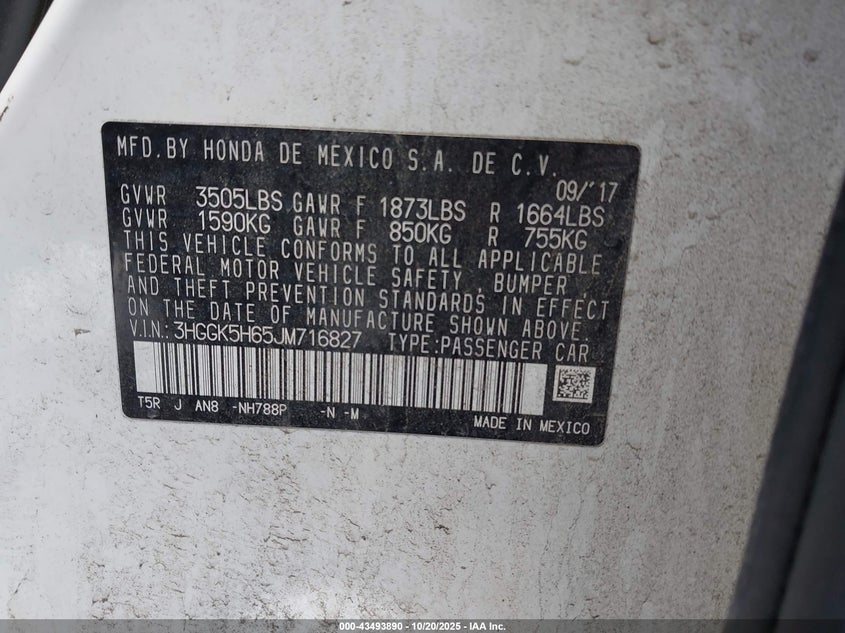 MFD. BY HONDA DE MEXICO S.A. DE C.V.
09/'17
GVWR 3505LBS GAWR F 1873LBS R 1664LBS
GVWR 1590KG GAWR F 850KG R 755KG
THIS VEHICLE CONFORMS TO ALL APPLICABLE
FEDERAL MOTOR VEHICLE SAFETY, BUMPER,
AND THEFT PREVENTION STANDARDS IN EFFECT
ON THE DATE OF MANUFACTURE SHOWN ABOVE.
V.I.N.: 3HGGK5H65JM716827 TYPE:PASSENGER CAR
T5R J AN8 -NH788P -N -M
MADE IN MEXICO
000-43493890 - 10/20/2025 - IAA Inc.